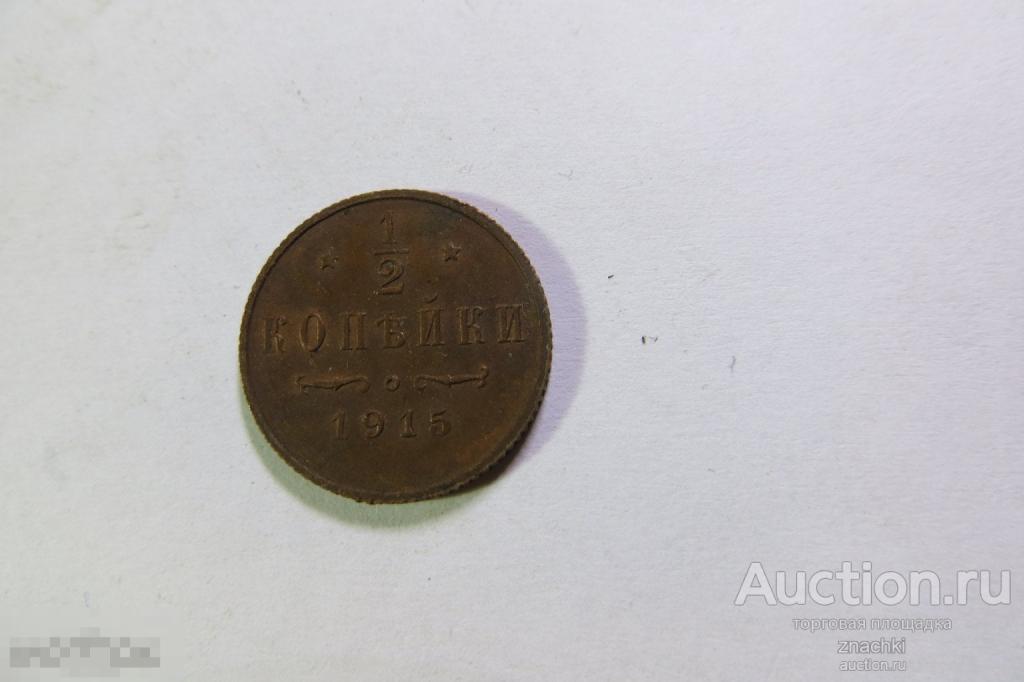 1/2
КОПѢЙКИ
1915
Auction.ru
торговая площадка
znachki
auction.ru